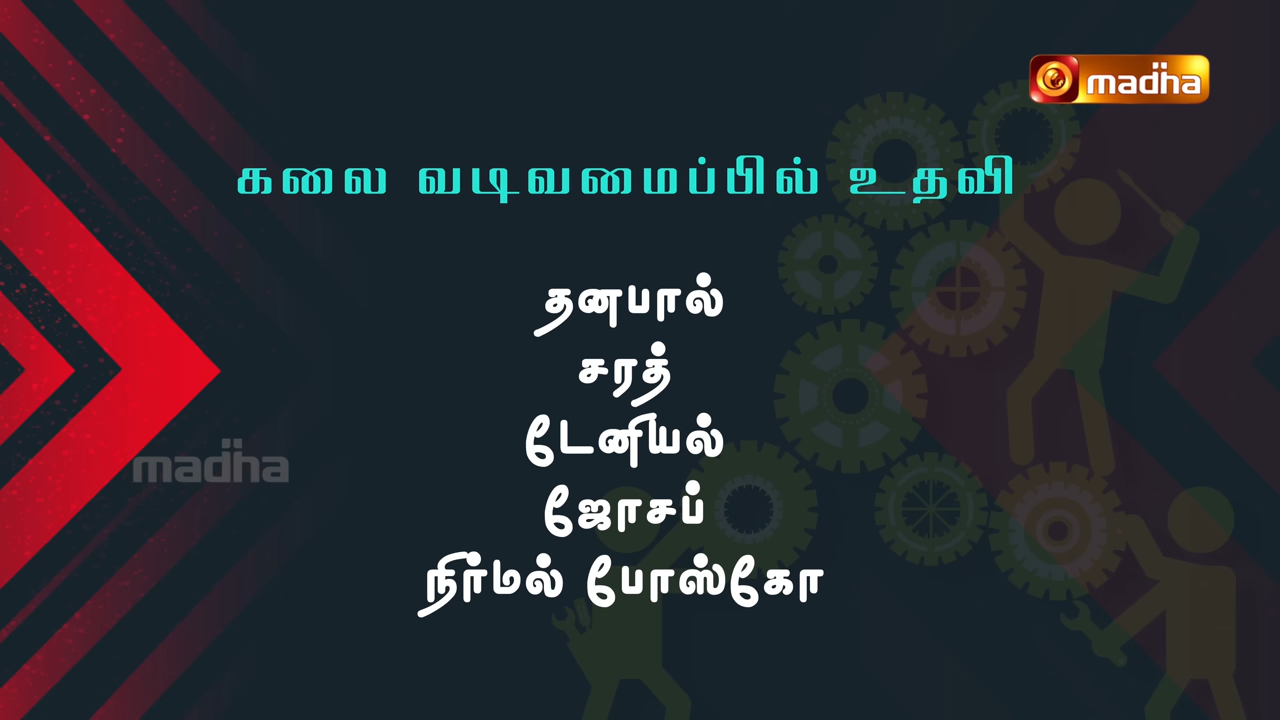 madha
கலை வடிவமைப்பில் உதவி
தனபால்
சரத்
டேனியல்
madha
ஜோசப்
நிர்மல் போஸ்கோ